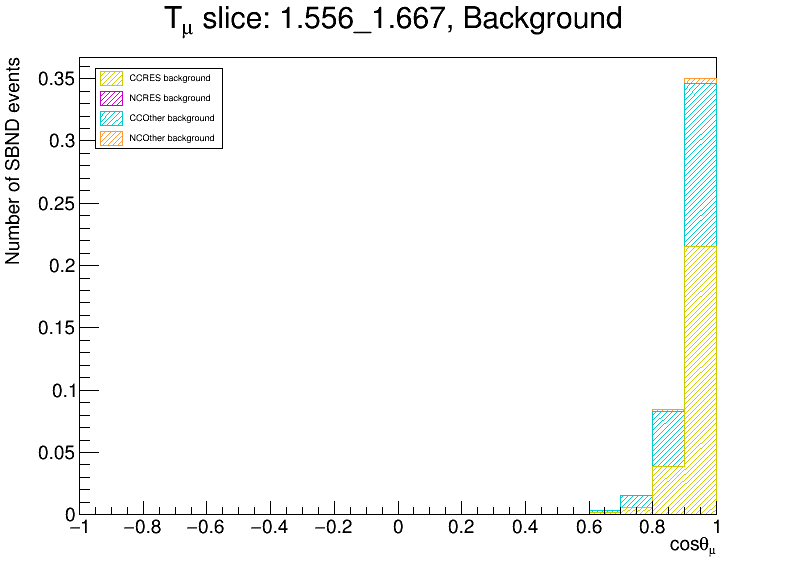 Tμ slice: 1.556_1.667, Background
Number of SBND events
0.35
0.3
0.25
0.2
0.15
0.1
0.05
0
CCRES background
NCRES background
CCOther background
NCOther background
−1 −0.8 −0.6 −0.4 −0.2 0 0.2 0.4 0.6 0.8 1
cosθμ